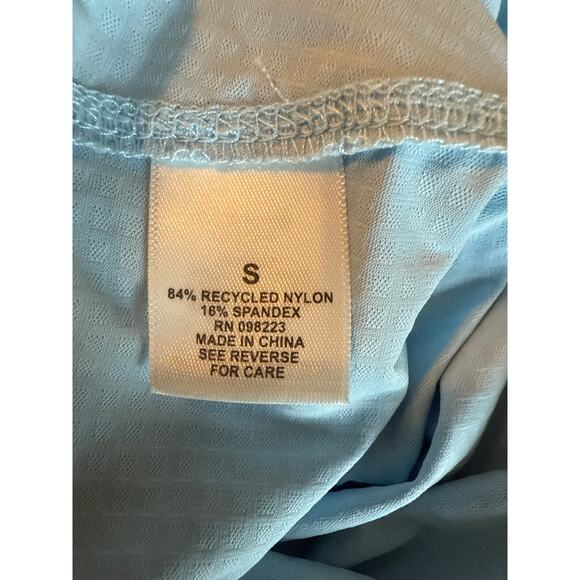 S
84% RECYCLED NYLON
16% SPANDEX
RN 098223
MADE IN CHINA
SEE REVERSE
FOR CARE